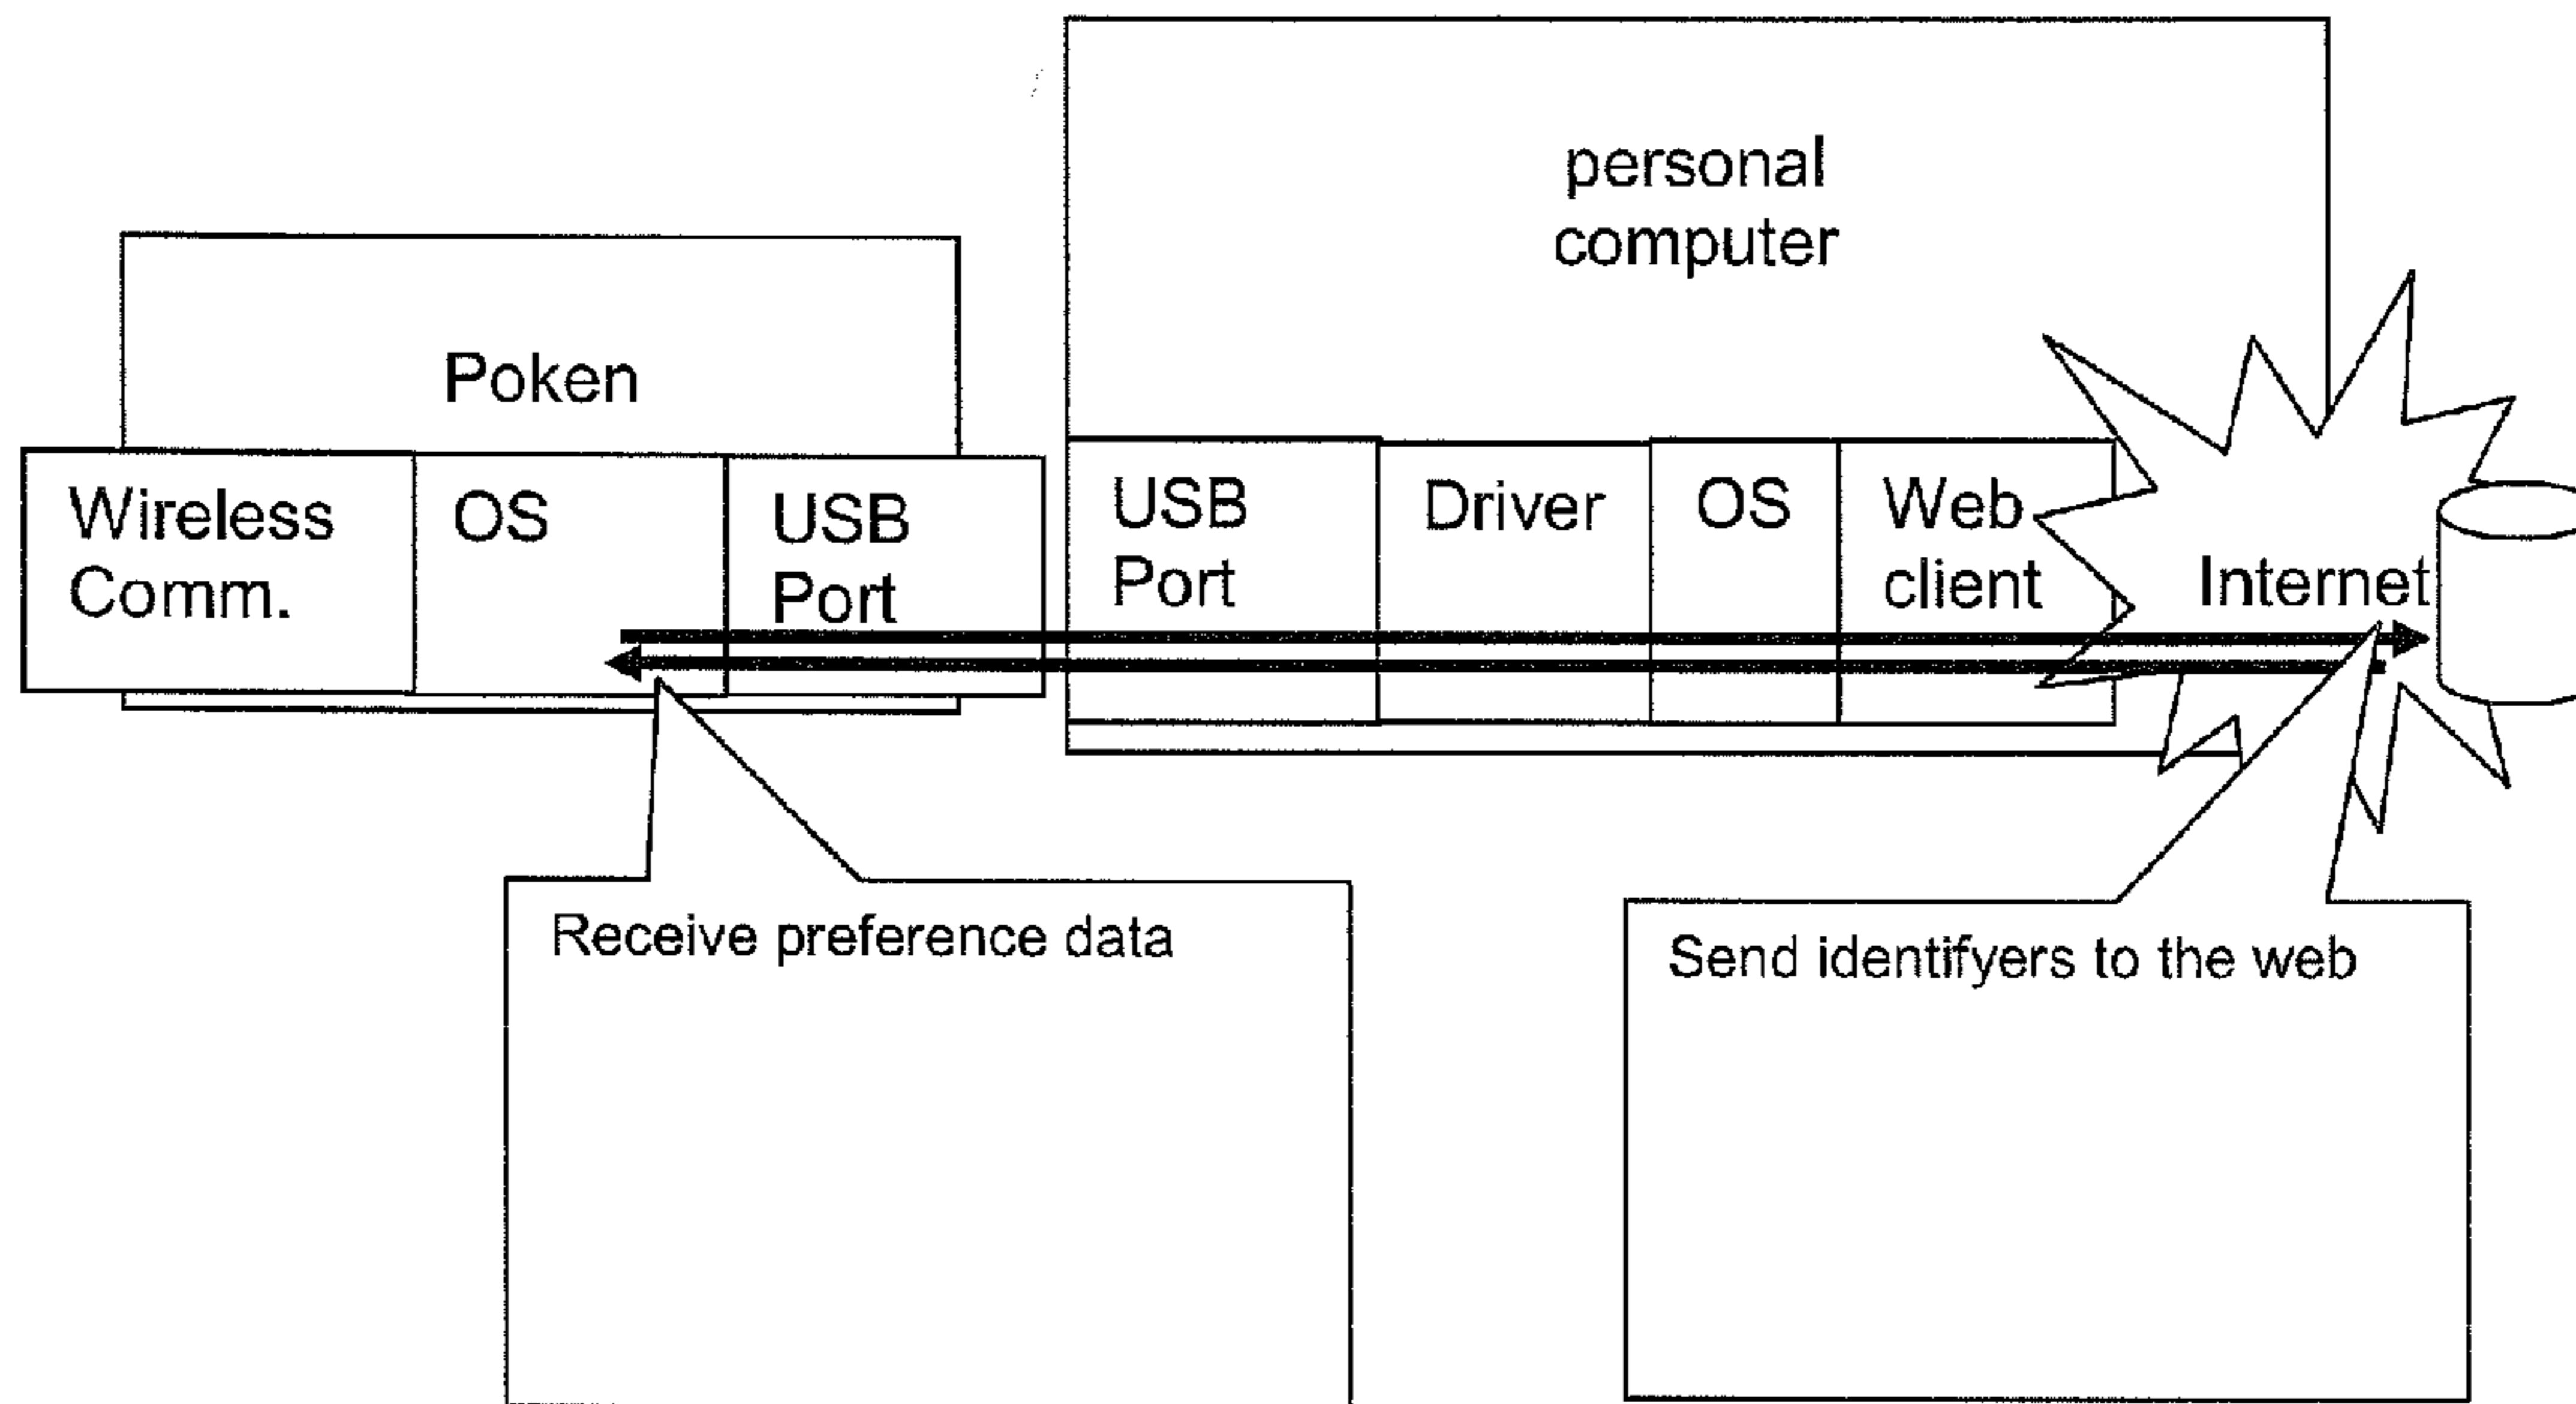 personal
computer
Poken
Wireless
Comm.
OS
USB
Port
USB
Port
Driver
OS
Web
client
Internet
Receive preference data
Send identifyers to the web